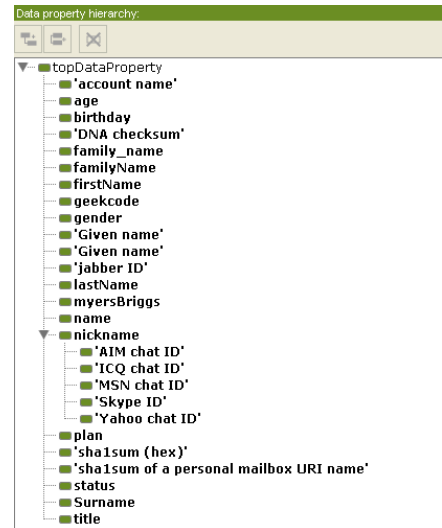 Data property hierarchy:
topDataProperty
'account name'
age
birthday
'DNA checksum'
family_name
familyName
firstName
geekcode
gender
'Given name'
'Given name'
'jabber ID'
lastName
myersBriggs
name
nickname
'AIM chat ID'
'ICQ chat ID'
'MSN chat ID'
'Skype ID'
'Yahoo chat ID'
plan
'sha1sum (hex)'
'sha1sum of a personal mailbox URI name'
status
Surname
title